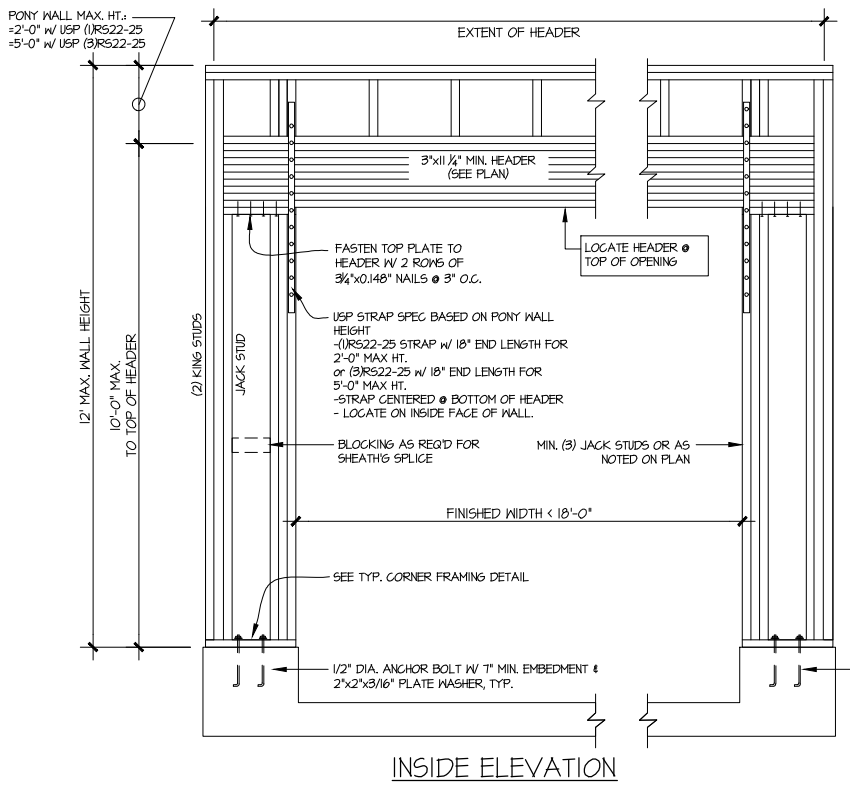 PONY WALL MAX. HT.:
=2'-0" W/ USP (1)RS22-25
=5'-0" W/ USP (3)RS22-25
EXTENT OF HEADER
3"x11 1/4" MIN. HEADER
(SEE PLAN)
FASTEN TOP PLATE TO
HEADER W/ 2 ROWS OF
3 1/4"x0.148" NAILS @ 3" O.C.
LOCATE HEADER @
TOP OF OPENING
USP STRAP SPEC BASED ON PONY WALL
HEIGHT
-(1)RS22-25 STRAP W/ 18" END LENGTH FOR
2'-0" MAX HT.
or (3)RS22-25 W/ 18" END LENGTH FOR
5'-0" MAX HT.
-STRAP CENTERED @ BOTTOM OF HEADER
- LOCATE ON INSIDE FACE OF WALL.
12' MAX. WALL HEIGHT
10'-0" MAX.
TO TOP OF HEADER
(2) KING STUDS
JACK STUD
BLOCKING AS REQ'D FOR
SHEATH'G SPLICE
MIN. (3) JACK STUDS OR AS
NOTED ON PLAN
FINISHED WIDTH < 18'-0"
SEE TYP. CORNER FRAMING DETAIL
1/2" DIA. ANCHOR BOLT W/ 7" MIN. EMBEDMENT &
2"x2"x3/16" PLATE WASHER, TYP.
INSIDE ELEVATION